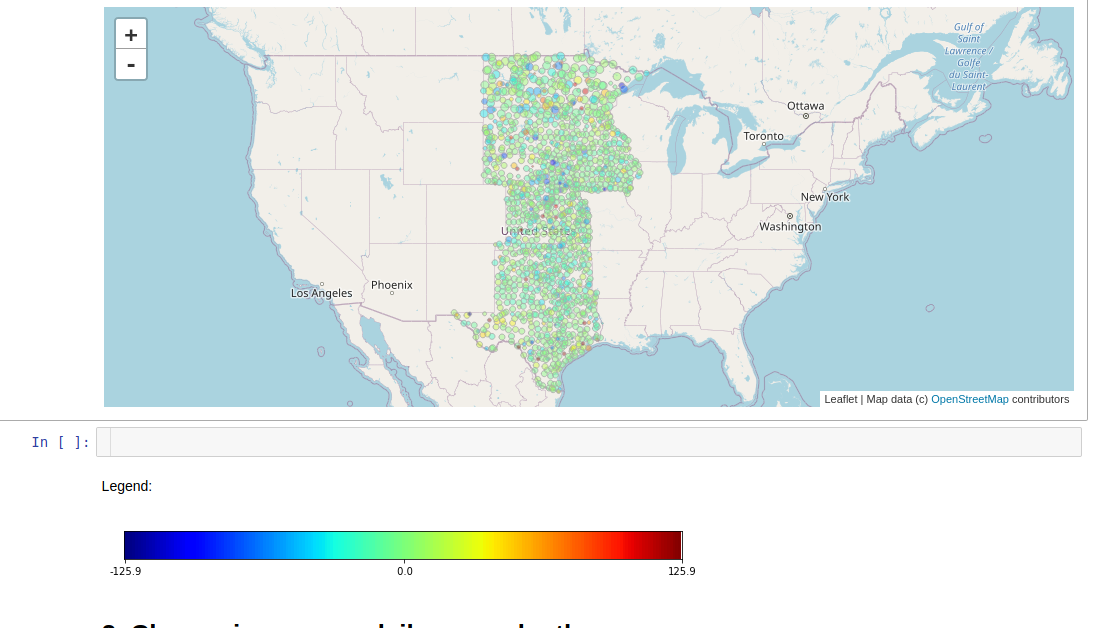 +
-
Gulf of
Saint
Lawrence /
Golfe
du Saint-
Laurent
Ottawa
Toronto
New York
Washington
United States
Phoenix
Los Angeles
Leaflet | Map data (c) OpenStreetMap contributors
In [ ]:
Legend:
-125.9 0.0 125.9